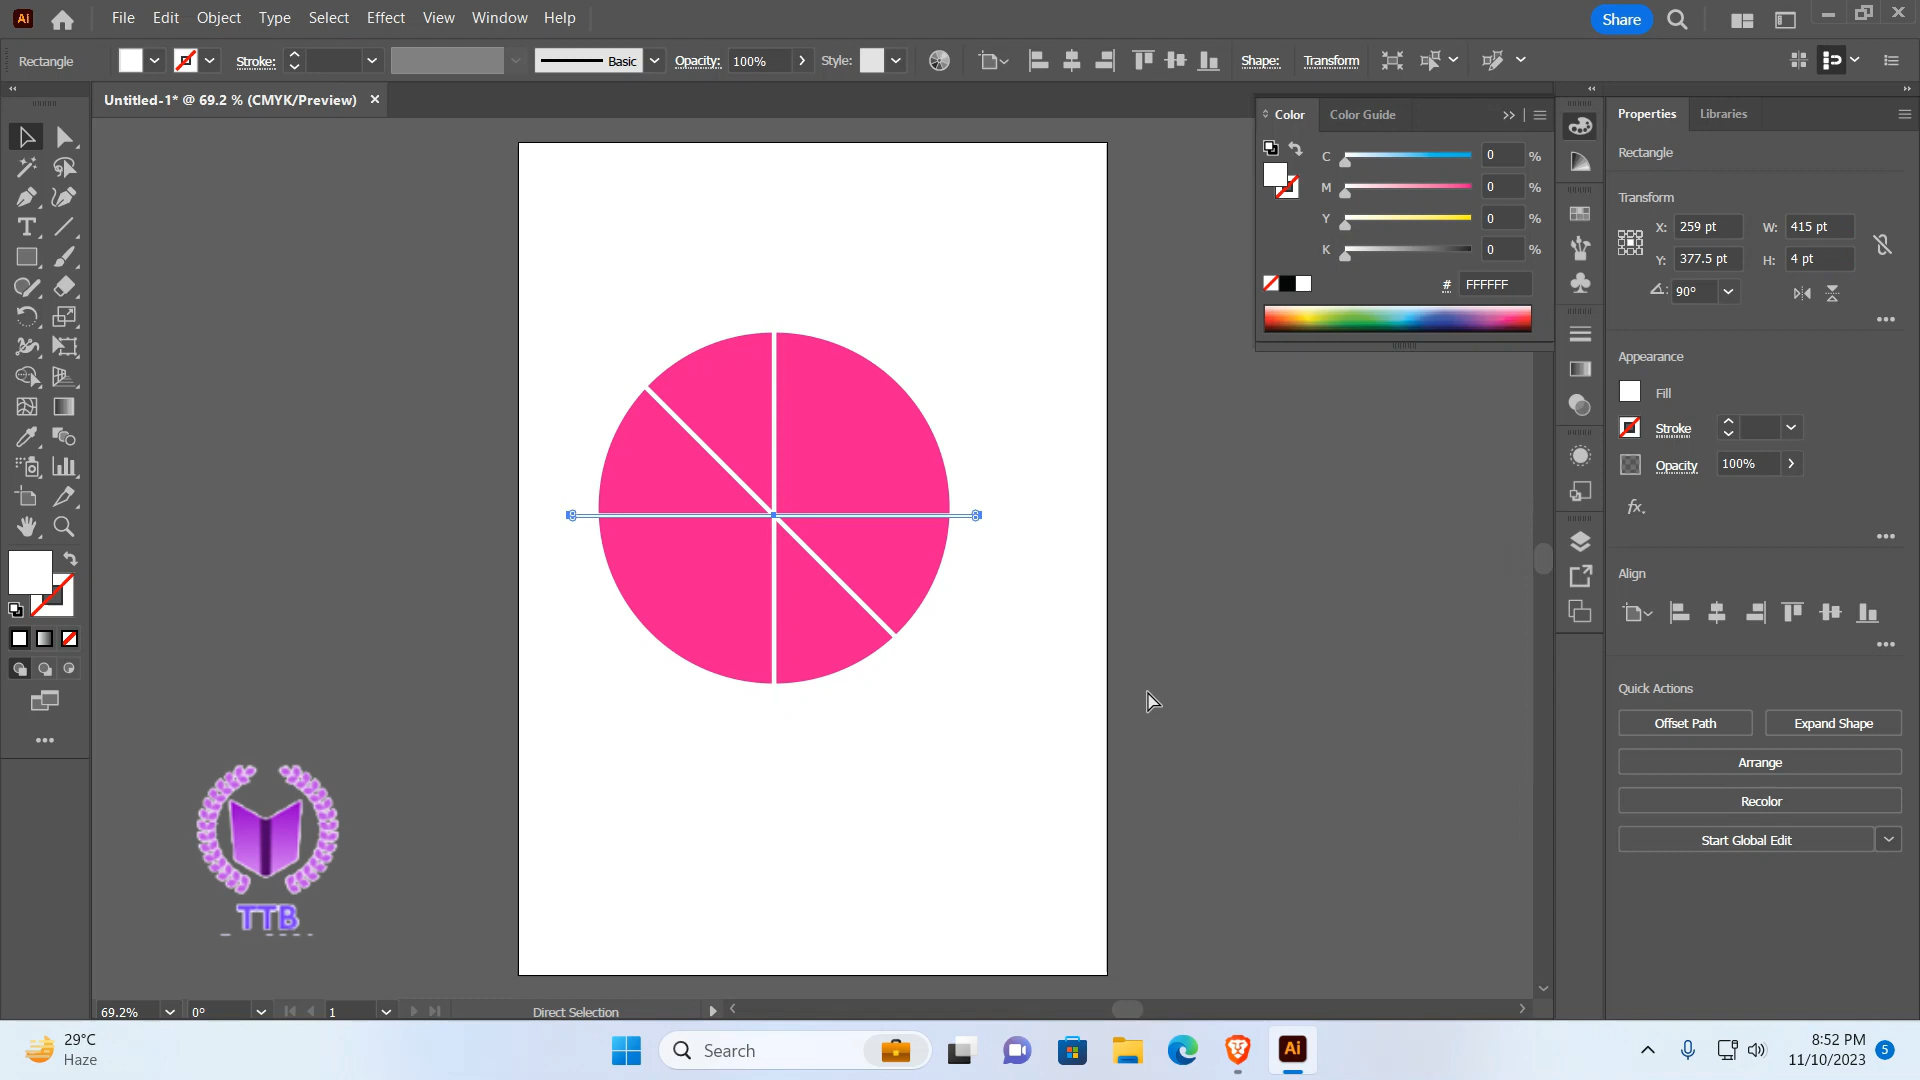 Ai File Edit Object Type Select Effect View Window Help Share
Rectangle Stroke: Basic Opacity: 100% Style: Shape: Transform
Untitled-1* @ 69.2 % (CMYK/Preview) ×
Color Color Guide
C 0 %
M 0 %
Y 0 %
K 0 %
# FFFFFF
Properties Libraries
Rectangle
Transform
X: 259 pt W: 415 pt
Y: 377.5 pt H: 4 pt
90°
Appearance
Fill
Stroke
Opacity 100%
fx.
Align
Quick Actions
Offset Path Expand Shape
Arrange
Recolor
Start Global Edit
TTB
69.2% 0° 1 Direct Selection
29°C
Haze
Search
Ai
8:52 PM
11/10/2023
5